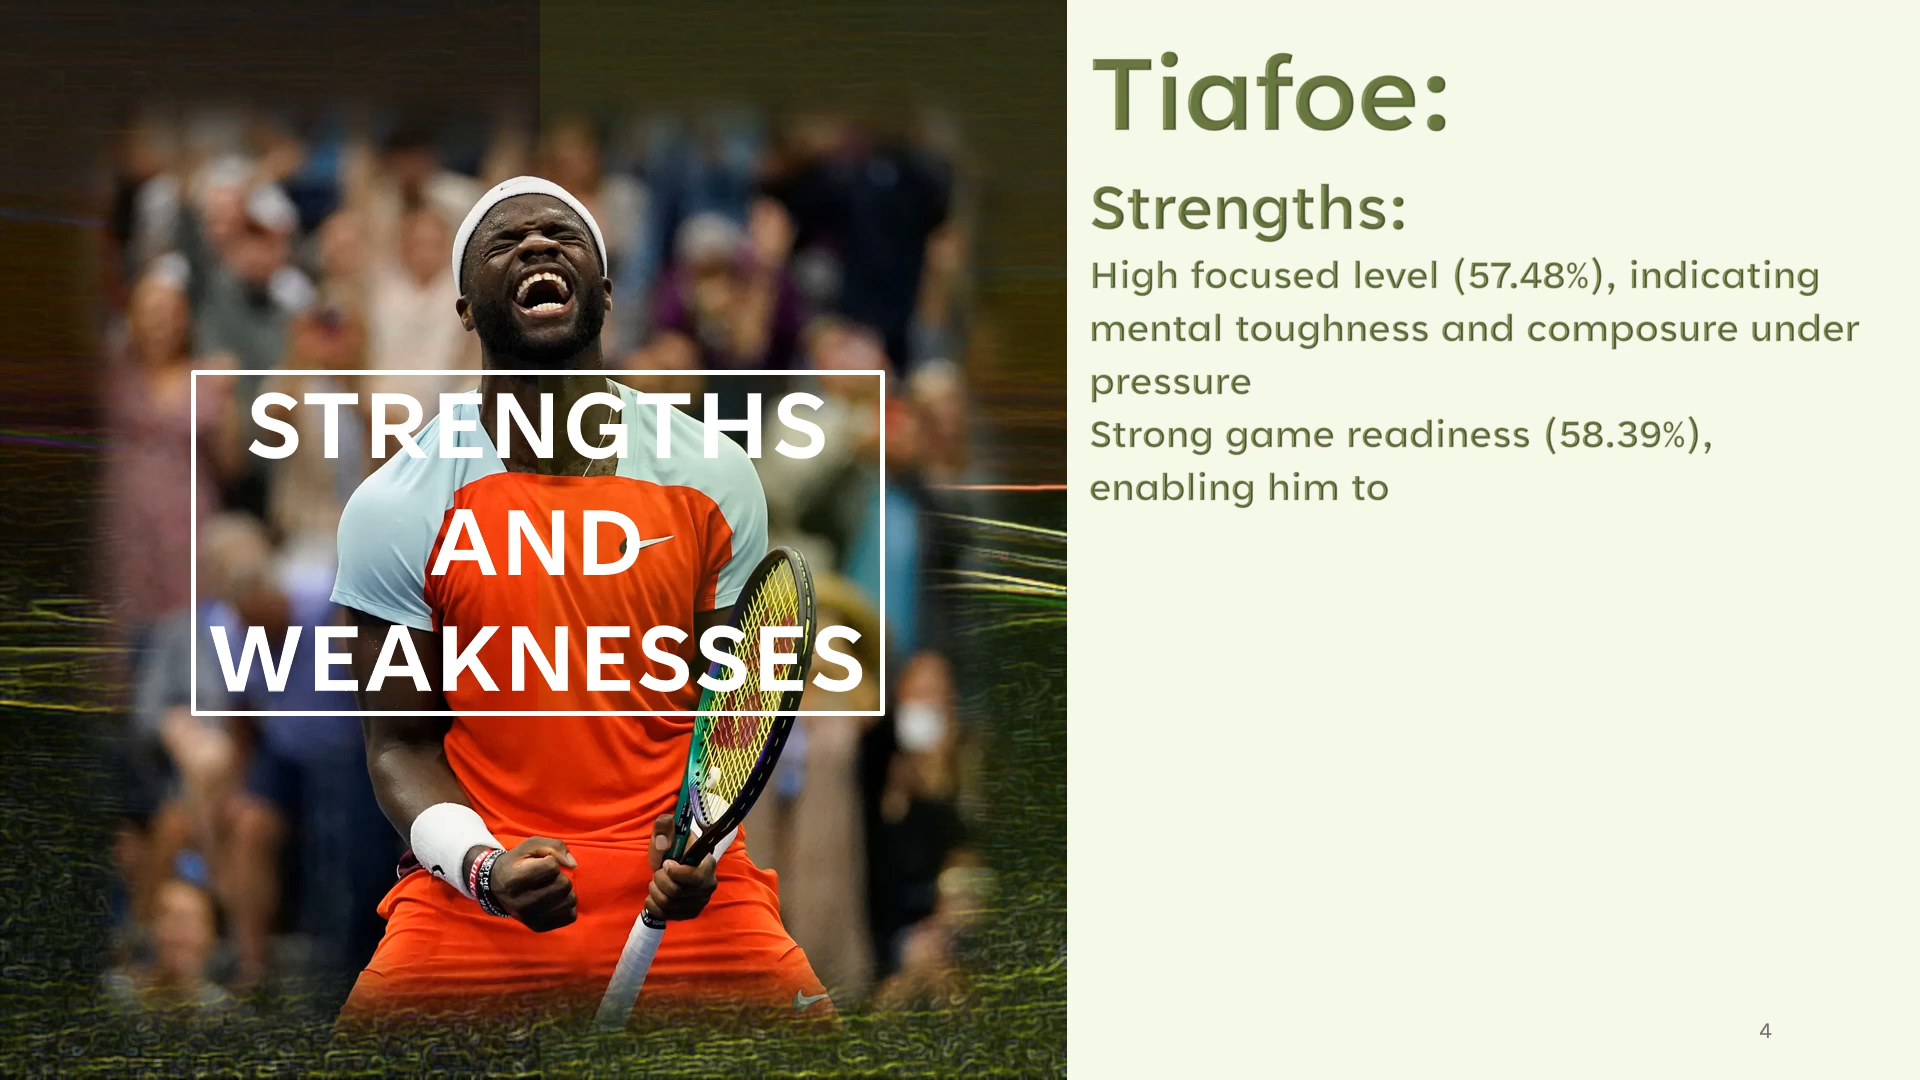 STRENGTHS
AND
WEAKNESSES
Tiafoe:
Strengths:
High focused level (57.48%), indicating
mental toughness and composure under
pressure
Strong game readiness (58.39%),
enabling him to
4